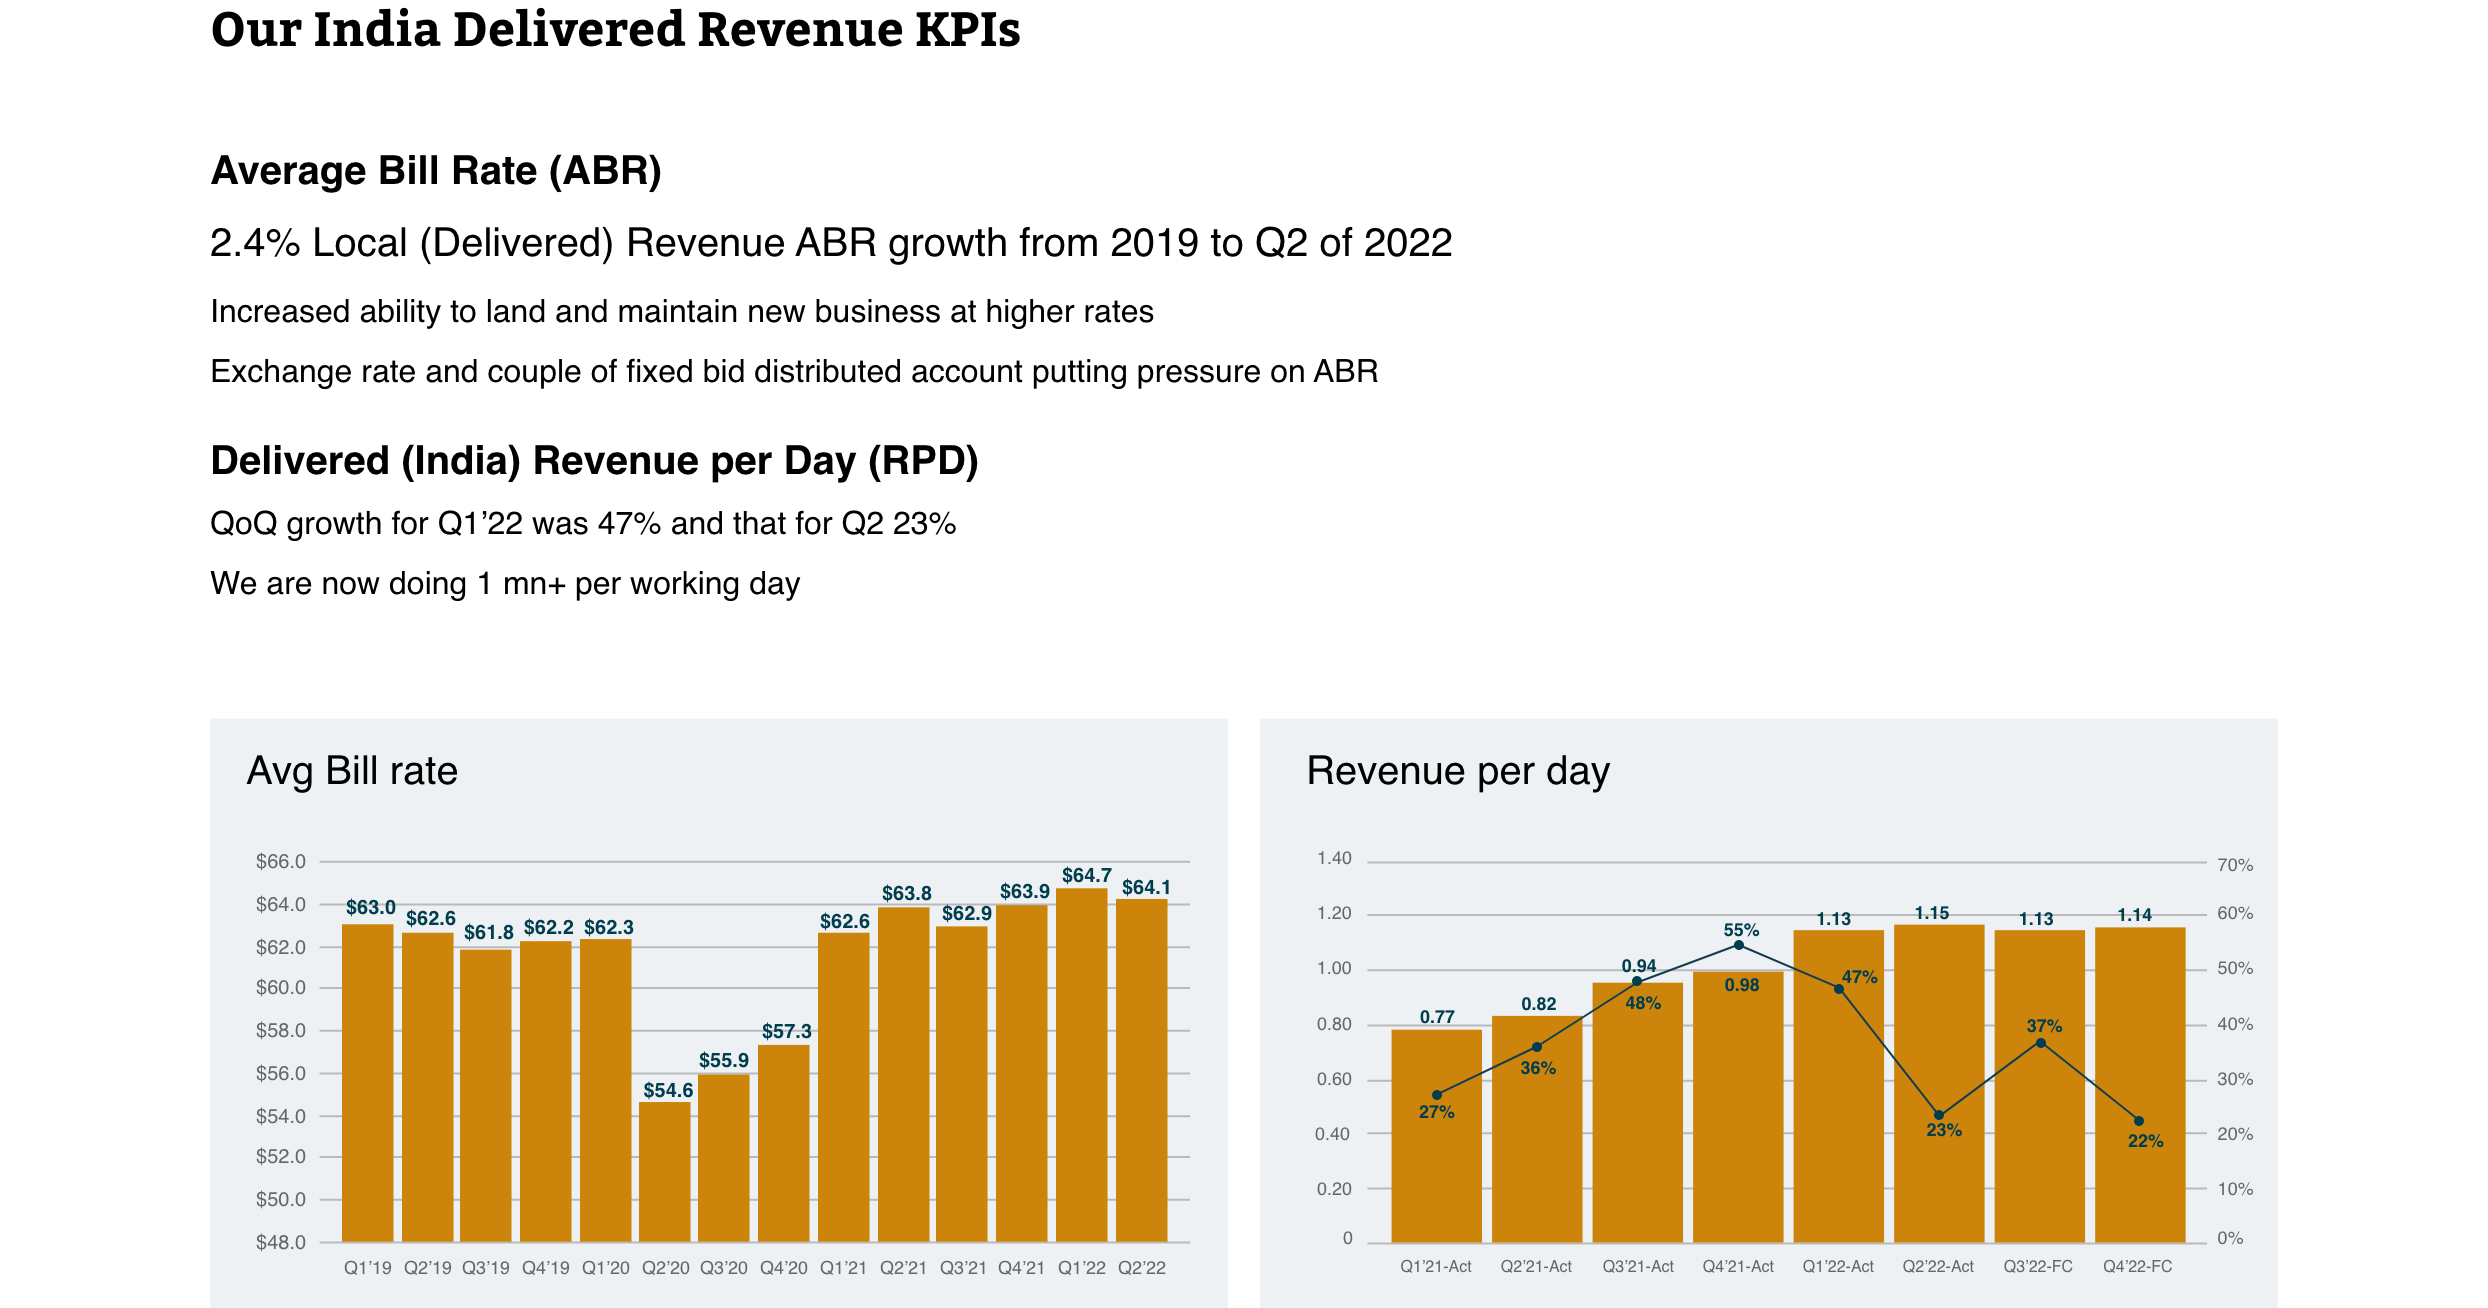 Our India Delivered Revenue KPIs
Average Bill Rate (ABR)
2.4% Local (Delivered) Revenue ABR growth from 2019 to Q2 of 2022
Increased ability to land and maintain new business at higher rates
Exchange rate and couple of fixed bid distributed account putting pressure on ABR
Delivered (India) Revenue per Day (RPD)
QoQ growth for Q1’22 was 47% and that for Q2 23%
We are now doing 1 mn+ per working day
Avg Bill rate
$66.0
$64.0
$62.0
$60.0
$58.0
$56.0
$54.0
$52.0
$50.0
$48.0
$63.0 $62.6 $61.8 $62.2 $62.3 $54.6 $55.9 $57.3 $62.6 $63.8 $62.9 $63.9 $64.7 $64.1
Q1’19 Q2’19 Q3’19 Q4’19 Q1’20 Q2’20 Q3’20 Q4’20 Q1’21 Q2’21 Q3’21 Q4’21 Q1’22 Q2’22
Revenue per day
1.40
1.20
1.00
0.80
0.60
0.40
0.20
0
0.77 0.82 0.94 0.98 1.13 1.15 1.13 1.14
27% 36% 48% 55% 47% 23% 37% 22%
70%
60%
50%
40%
30%
20%
10%
0%
Q1’21-Act Q2’21-Act Q3’21-Act Q4’21-Act Q1’22-Act Q2’22-Act Q3’22-FC Q4’22-FC